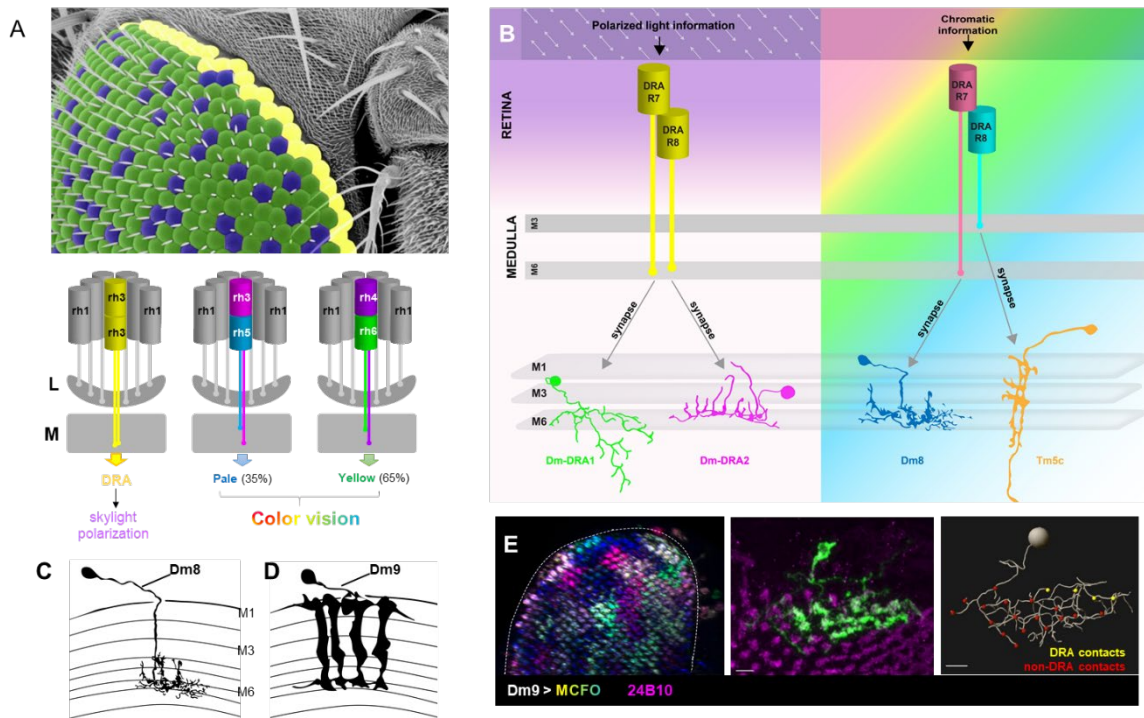 A
rh1
rh3
rh3
rh1
rh1
rh3
rh5
rh1
rh1
rh4
rh6
rh1
L
M
DRA
Pale (35%)
Yellow (65%)
skylight
polarization
Color vision
B
Polarized light information
Chromatic
information
RETINA
DRA
R7
DRA
R8
DRA
R7
DRA
R8
MEDULLA
M3
M6
synapse
synapse
synapse
synapse
M1
M3
M6
Dm-DRA1
Dm-DRA2
Dm8
Tm5c
C
Dm8
D
Dm9
M1
M3
M6
E
DRA contacts
non-DRA contacts
Dm9 > MCFO
24B10